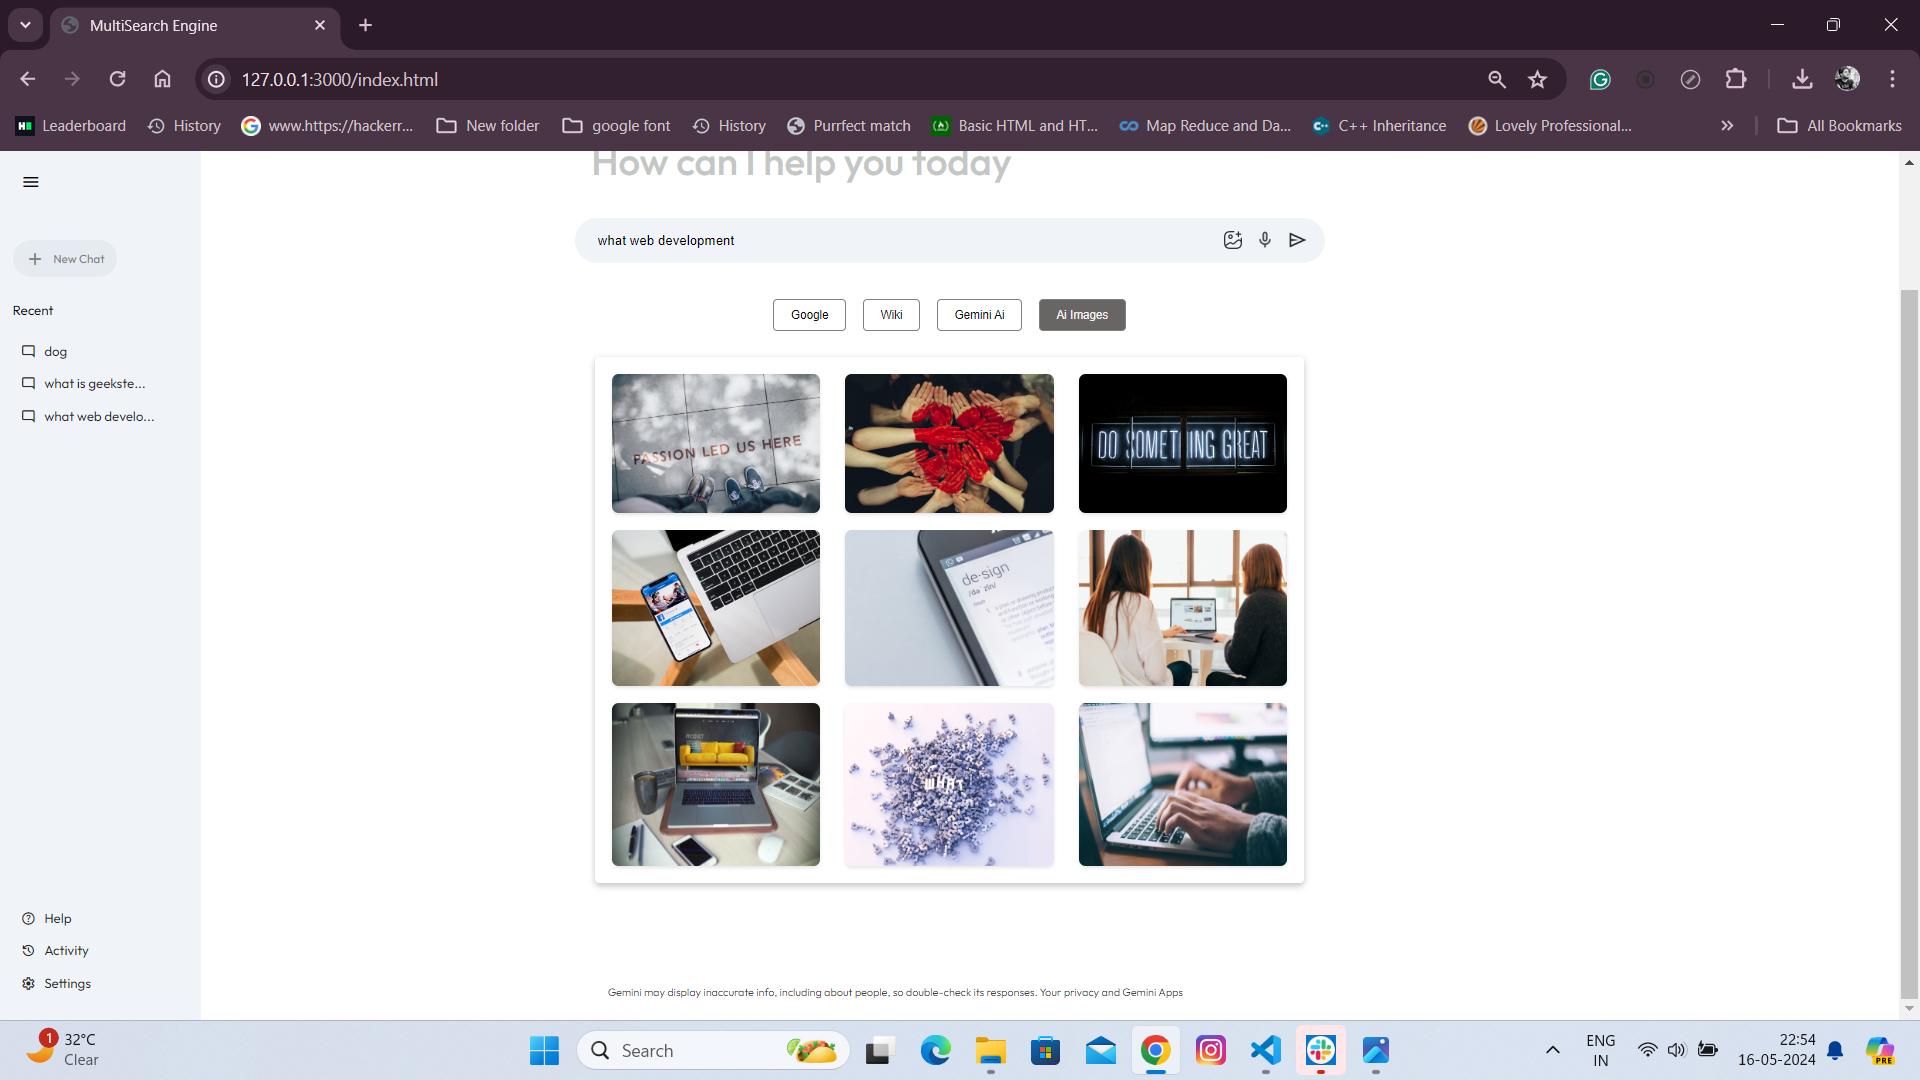 MultiSearch Engine
127.0.0.1:3000/index.html
Leaderboard
History
www.https://hackerr...
New folder
google font
History
Purrfect match
Basic HTML and HT...
Map Reduce and Da...
C++ Inheritance
Lovely Professional...
All Bookmarks
How can I help you today
what web development
New Chat
Google
Wiki
Gemini Ai
Ai Images
Recent
dog
what is geekste...
what web develo...
PASSION LED US HERE
DO SOMETHING GREAT
de·sign
PRODUCT
WHAT
Help
Activity
Settings
Gemini may display inaccurate info, including about people, so double-check its responses. Your privacy and Gemini Apps
1
32°C
Clear
Search
PRE
ENG
IN
22:54
16-05-2024